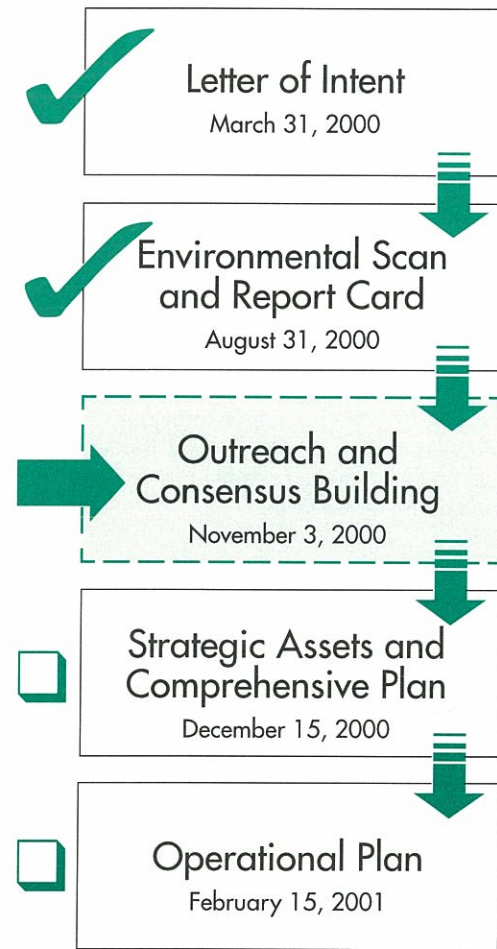 Letter of Intent
March 31, 2000
Environmental Scan
and Report Card
August 31, 2000
Outreach and
Consensus Building
November 3, 2000
Strategic Assets and
Comprehensive Plan
December 15, 2000
Operational Plan
February 15, 2001